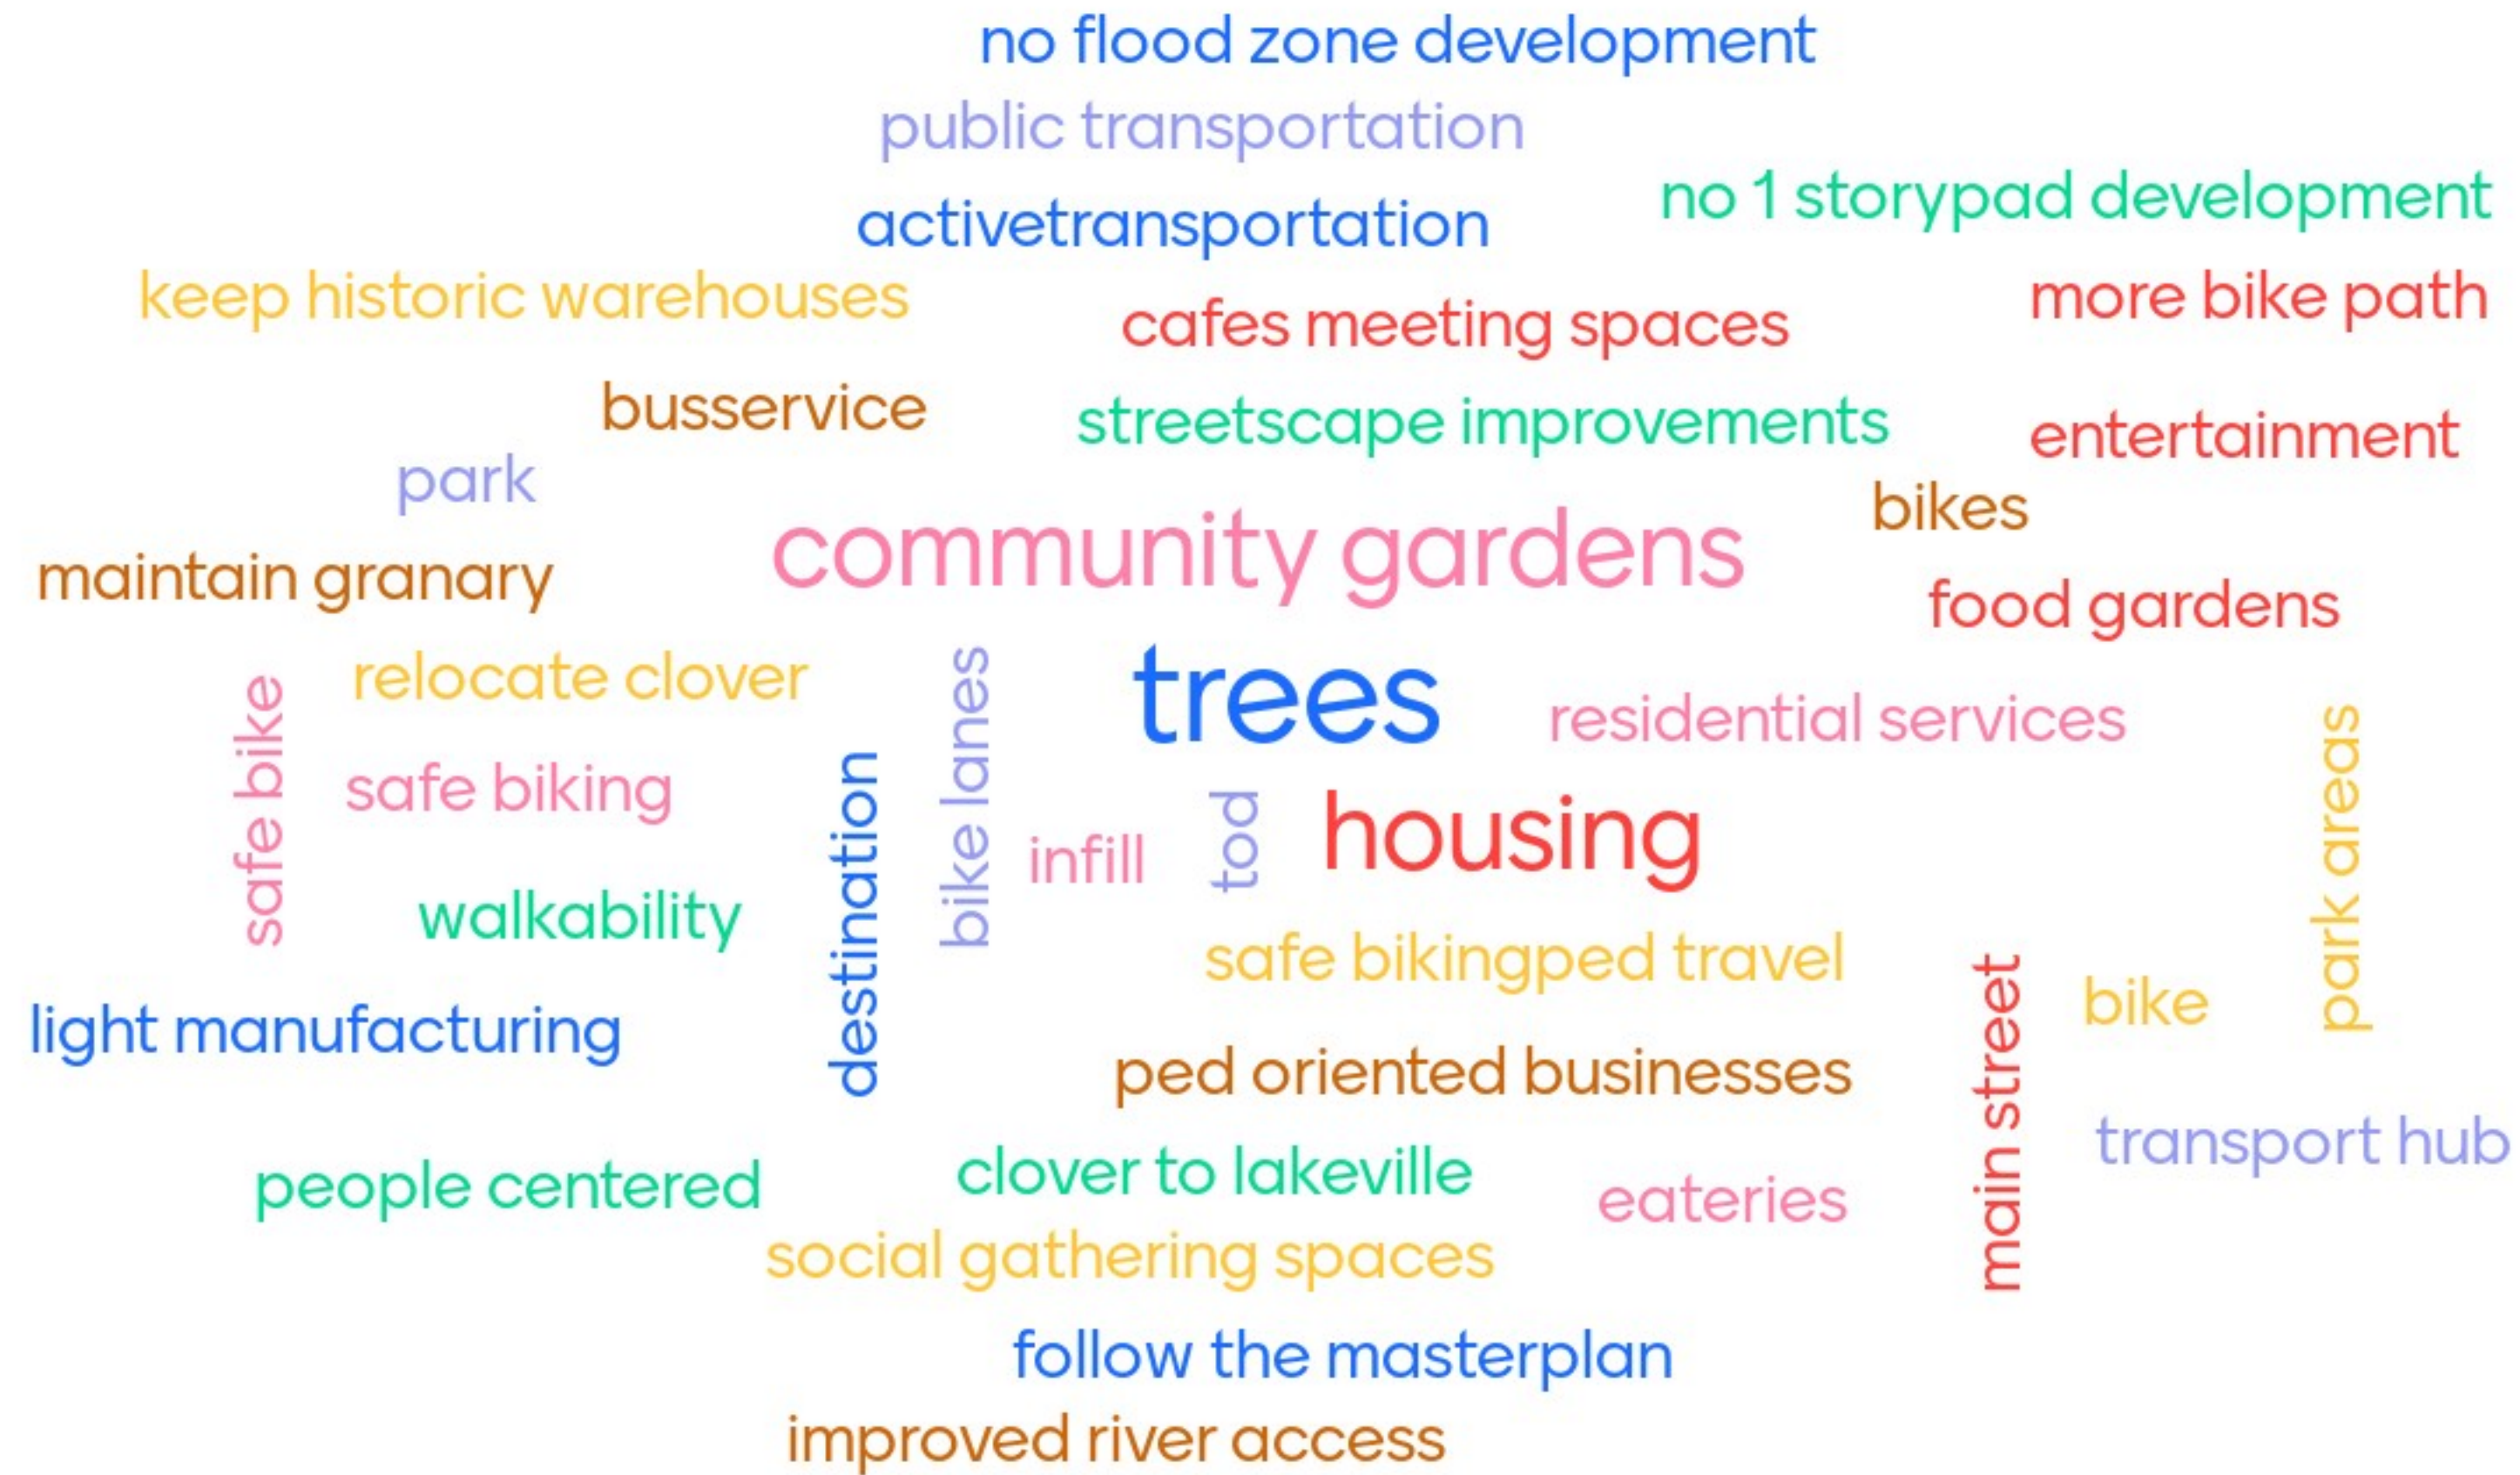 no flood zone development
public transportation
no 1 storypad development
activetransportation
keep historic warehouses
more bike path
cafes meeting spaces
busservice
streetscape improvements
entertainment
park
bikes
community gardens
maintain granary
food gardens
relocate clover
trees
residential services
safe bike
safe biking
bike lanes
destination
infill
tod
housing
park areas
walkability
safe bikingped travel
light manufacturing
bike
ped oriented businesses
main street
transport hub
people centered
clover to lakeville
eateries
social gathering spaces
follow the masterplan
improved river access